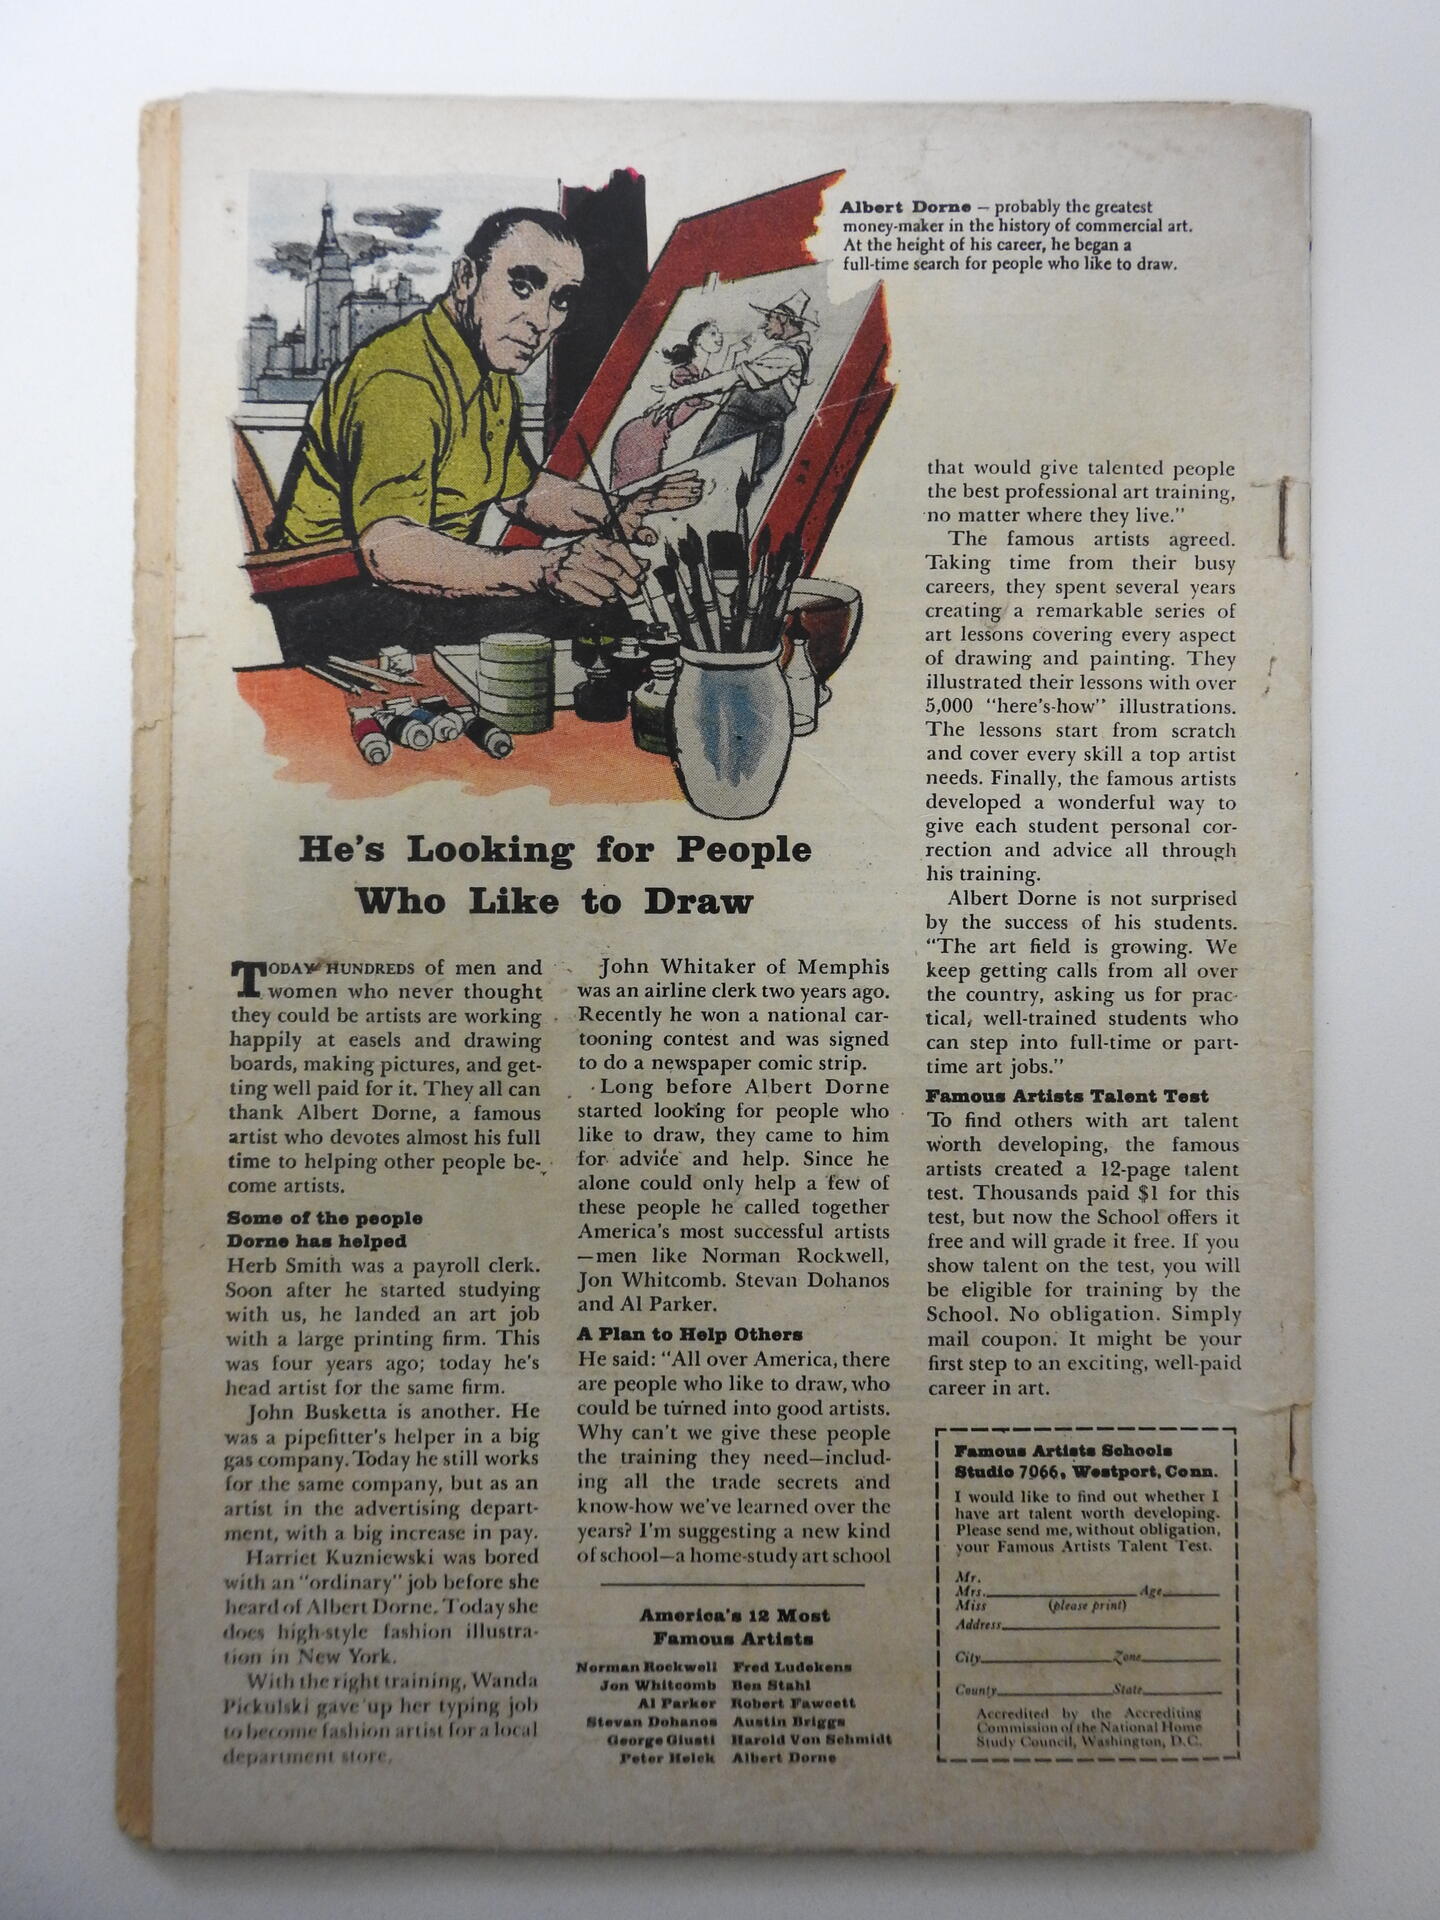 Albert Dorne – probably the greatest
money-maker in the history of commercial art.
At the height of his career, he began a
full-time search for people who like to draw.
He's Looking for People
Who Like to Draw
TODAY HUNDREDS of men and
women who never thought
they could be artists are working
happily at easels and drawing
boards, making pictures, and get-
ting well paid for it. They all can
thank Albert Dorne, a famous
artist who devotes almost his full
time to helping other people be-
come artists.
Some of the people
Dorne has helped
Herb Smith was a payroll clerk.
Soon after he started studying
with us, he landed an art job
with a large printing firm. This
was four years ago; today he's
head artist for the same firm.
John Busketta is another. He
was a pipefitter's helper in a big
gas company. Today he still works
for the same company, but as an
artist in the advertising depart-
ment, with a big increase in pay.
Harriet Kuzniewski was bored
with an "ordinary" job before she
heard of Albert Dorne. Today she
does high-style fashion illustra-
tion in New York.
With the right training, Wanda
Pickulski gave up her typing job
to become fashion artist for a local
department store.
John Whitaker of Memphis
was an airline clerk two years ago.
Recently he won a national car-
tooning contest and was signed
to do a newspaper comic strip.
Long before Albert Dorne
started looking for people who
like to draw, they came to him
for advice and help. Since he
alone could only help a few of
these people he called together
America's most successful artists
—men like Norman Rockwell,
Jon Whitcomb. Stevan Dohanos
and Al Parker.
A Plan to Help Others
He said: "All over America, there
are people who like to draw, who
could be turned into good artists.
Why can't we give these people
the training they need—includ-
ing all the trade secrets and
know-how we've learned over the
years? I'm suggesting a new kind
of school—a home-study art school
America's 12 Most
Famous Artists
Norman Rockwell Fred Ludekens
Jon Whitcomb Ben Stahl
Al Parker Robert Fawcett
Stevan Dohanos Austin Briggs
George Giusti Harold Von Schmidt
Peter Helck Albert Dorne
that would give talented people
the best professional art training,
no matter where they live."
The famous artists agreed.
Taking time from their busy
careers, they spent several years
creating a remarkable series of
art lessons covering every aspect
of drawing and painting. They
illustrated their lessons with over
5,000 "here's-how" illustrations.
The lessons start from scratch
and cover every skill a top artist
needs. Finally, the famous artists
developed a wonderful way to
give each student personal cor-
rection and advice all through
his training.
Albert Dorne is not surprised
by the success of his students.
"The art field is growing. We
keep getting calls from all over
the country, asking us for prac-
tical, well-trained students who
can step into full-time or part-
time art jobs."
Famous Artists Talent Test
To find others with art talent
worth developing, the famous
artists created a 12-page talent
test. Thousands paid $1 for this
test, but now the School offers it
free and will grade it free. If you
show talent on the test, you will
be eligible for training by the
School. No obligation. Simply
mail coupon. It might be your
first step to an exciting, well-paid
career in art.
Famous Artists Schools
Studio 7066, Westport, Conn.
I would like to find out whether I
have art talent worth developing.
Please send me, without obligation,
your Famous Artists Talent Test.
Mr.
Mrs. Age
Miss (please print)
Address
City Zone
County State
Accredited by the Accrediting
Commission of the National Home
Study Council, Washington, D.C.